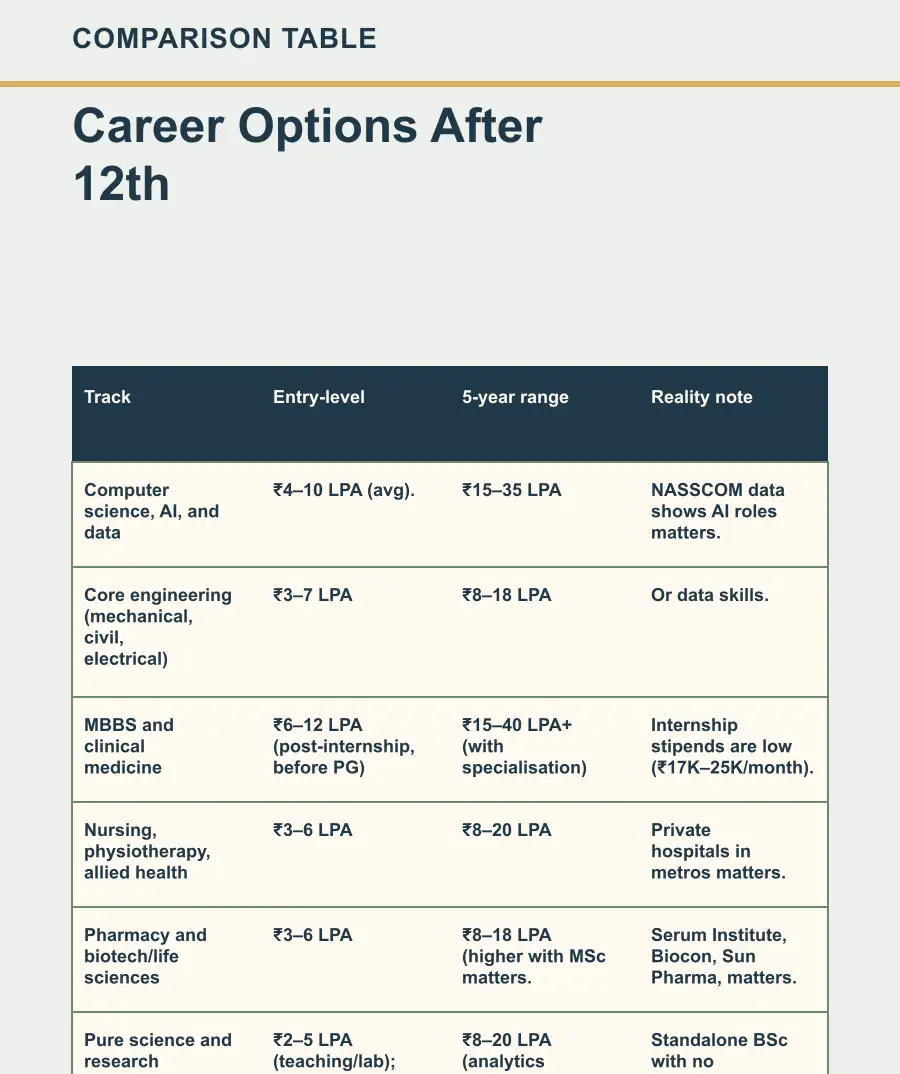 COMPARISON TABLE
Career Options After
12th
Track
Entry-level
5-year range
Reality note
Computer
science, AI, and
data
₹4–10 LPA (avg).
₹15–35 LPA
NASSCOM data
shows AI roles
matters.
Core engineering
(mechanical,
civil,
electrical)
₹3–7 LPA
₹8–18 LPA
Or data skills.
MBBS and
clinical
medicine
₹6–12 LPA
(post-internship,
before PG)
₹15–40 LPA+
(with
specialisation)
Internship
stipends are low
(₹17K–25K/month).
Nursing,
physiotherapy,
allied health
₹3–6 LPA
₹8–20 LPA
Private
hospitals in
metros matters.
Pharmacy and
biotech/life
sciences
₹3–6 LPA
₹8–18 LPA
(higher with MSc
matters.
Serum Institute,
Biocon, Sun
Pharma, matters.
Pure science and
research
₹2–5 LPA
(teaching/lab);
₹8–20 LPA
(analytics
Standalone BSc
with no